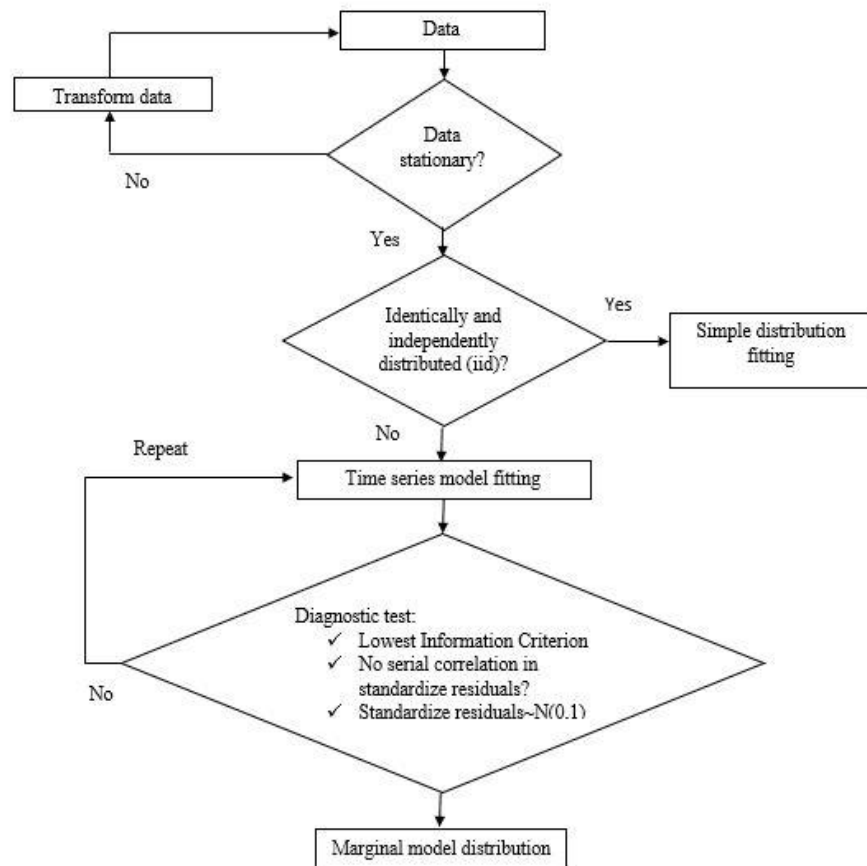 Data
Transform data
Data
stationary?
No
Yes
Identically and
independently
distributed (iid)?
Yes
Simple distribution
fitting
No
Repeat
Time series model fitting
Diagnostic test:
✓ Lowest Information Criterion
✓ No serial correlation in
standardize residuals?
✓ Standardize residuals~N(0.1)
No
Marginal model distribution